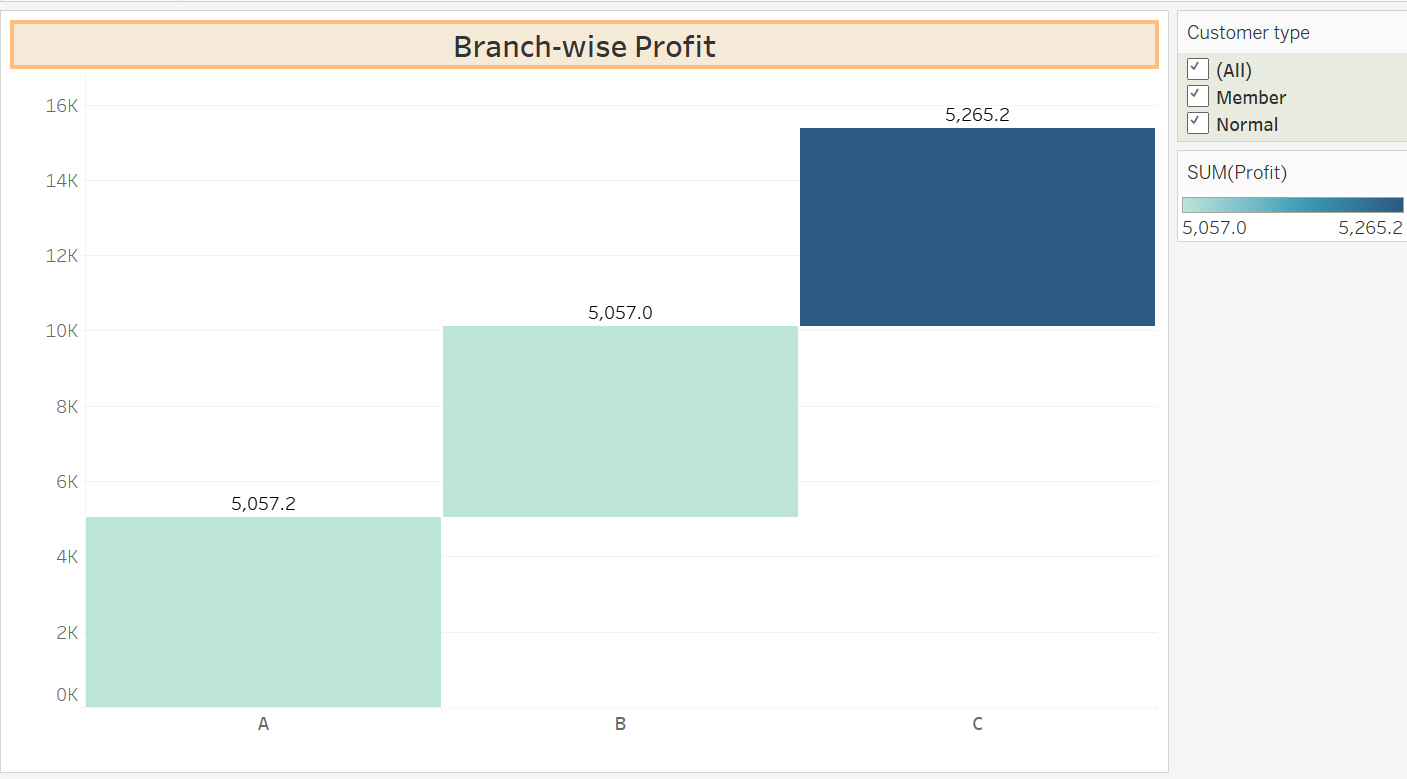 Branch-wise Profit
16K
14K
12K
10K
8K
6K
4K
2K
0K
5,057.2
5,057.0
5,265.2
A
B
C
Customer type
(All)
Member
Normal
SUM(Profit)
5,057.0 5,265.2